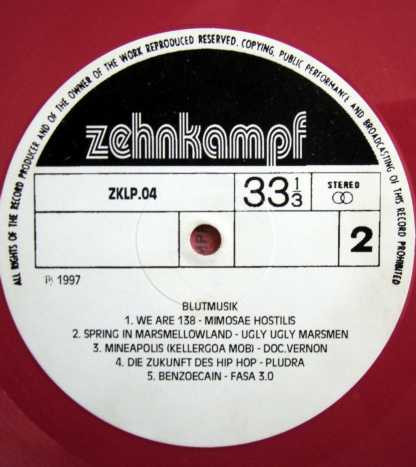 ALL RIGHTS OF THE RECORD PRODUCER AND OF THE OWNER OF THE WORK REPRODUCED RESERVED. COPYING, PUBLIC PERFORMANCE AND BROADCASTING OF THIS RECORD PROHIBITED
zehnkampf
ZKLP.04
33 1/3
STEREO
2
℗ 1997
BLUTMUSIK
1. WE ARE 138 - MIMOSAE HOSTILIS
2. SPRING IN MARSMELLOWLAND - UGLY UGLY MARSMEN
3. MINEAPOLIS (KELLERGOA MOB) - DOC.VERNON
4. DIE ZUKUNFT DES HIP HOP - PLUDRA
5. BENZOECAIN - FASA 3.0